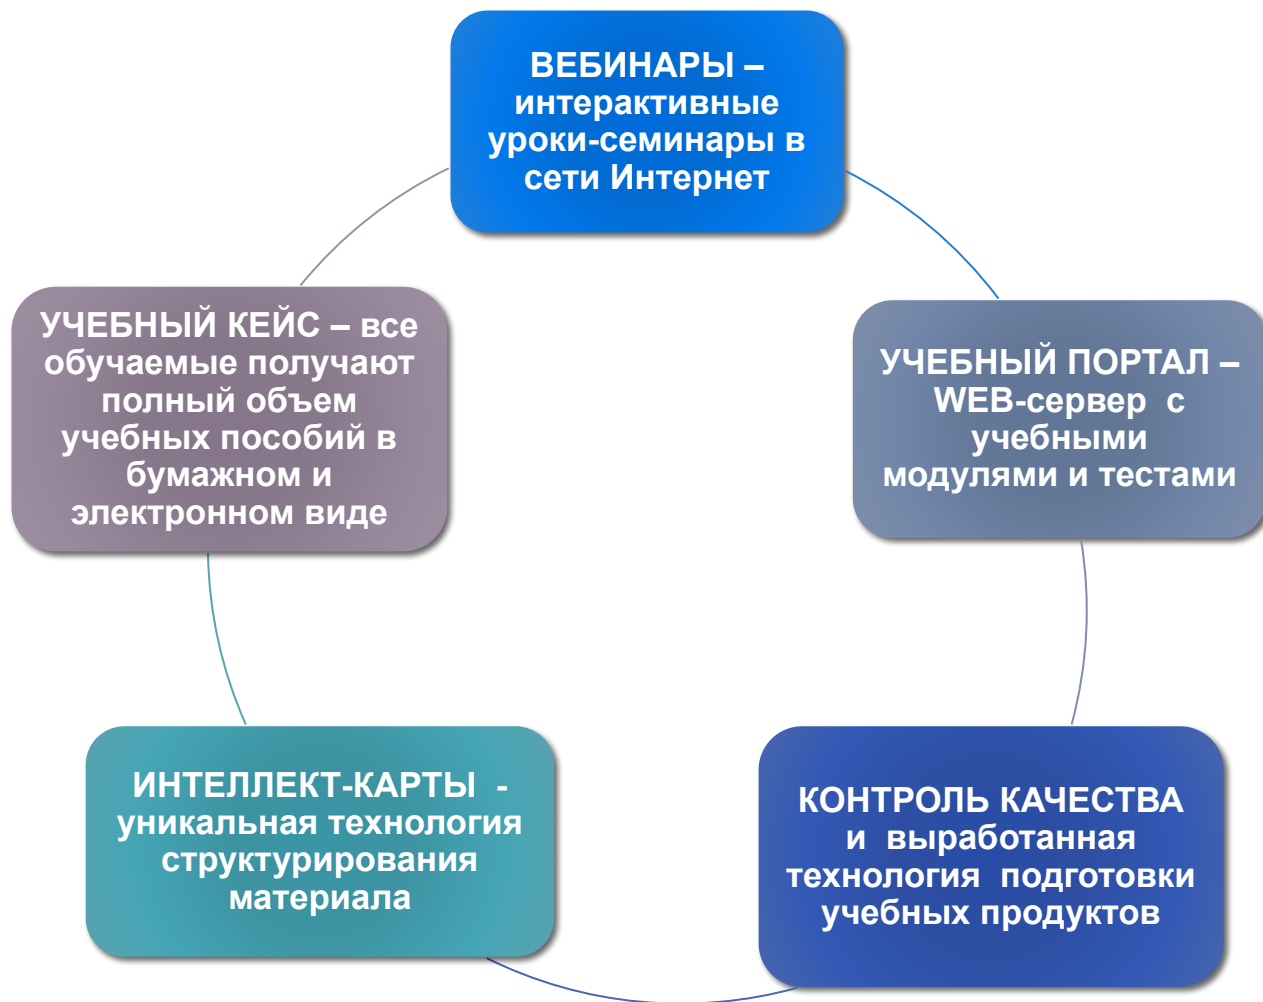 ВЕБИНАРЫ –
интерактивные
уроки-семинары в
сети Интернет
УЧЕБНЫЙ КЕЙС – все
обучаемые получают
полный объем
учебных пособий в
бумажном и
электронном виде
УЧЕБНЫЙ ПОРТАЛ –
WEB-сервер с
учебными
модулями и тестами
ИНТЕЛЛЕКТ-КАРТЫ -
уникальная технология
структурирования
материала
КОНТРОЛЬ КАЧЕСТВА
и выработанная
технология подготовки
учебных продуктов